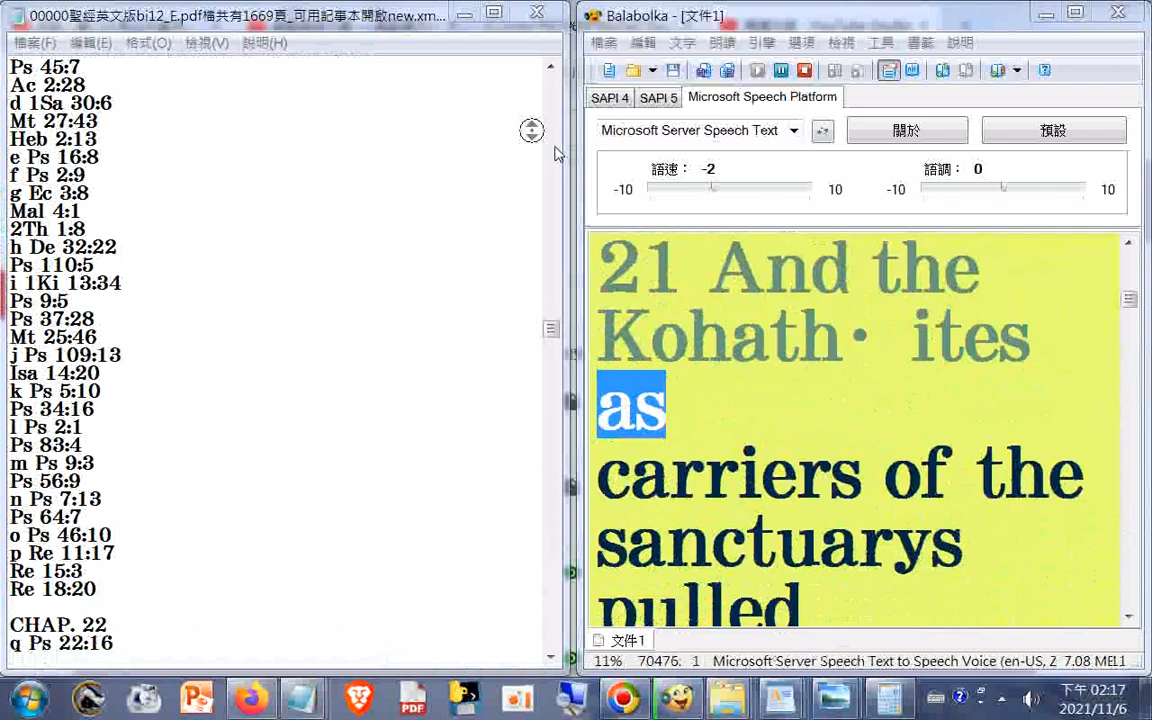 00000聖經英文版bi12_E.pdf檔共有1669頁_可用記事本開啟new.xm...
檔案(F) 編輯(E) 格式(O) 檢視(V) 說明(H)
Ps 45:7
Ac 2:28
d 1Sa 30:6
Mt 27:43
Heb 2:13
e Ps 16:8
f Ps 2:9
g Ec 3:8
Mal 4:1
2Th 1:8
h De 32:22
Ps 110:5
i 1Ki 13:34
Ps 9:5
Ps 37:28
Mt 25:46
j Ps 109:13
Isa 14:20
k Ps 5:10
Ps 34:16
l Ps 2:1
Ps 83:4
m Ps 9:3
Ps 56:9
n Ps 7:13
Ps 64:7
o Ps 46:10
p Re 11:17
Re 15:3
Re 18:20
CHAP. 22
q Ps 22:16
Balabolka - [文件1]
檔案 編輯 文字 朗讀 引擎 選項 檢視 工具 書籤 說明
SAPI 4 SAPI 5 Microsoft Speech Platform
Microsoft Server Speech Text 關於 預設
語速: -2 語調: 0
-10 10 -10 10
21 And the
Kohath· ites
as
carriers of the
sanctuarys
pulled
文件1
11% 70476: 1 Microsoft Server Speech Text to Speech Voice (en-US, Z 7.08 ME11
下午 02:17
2021/11/6